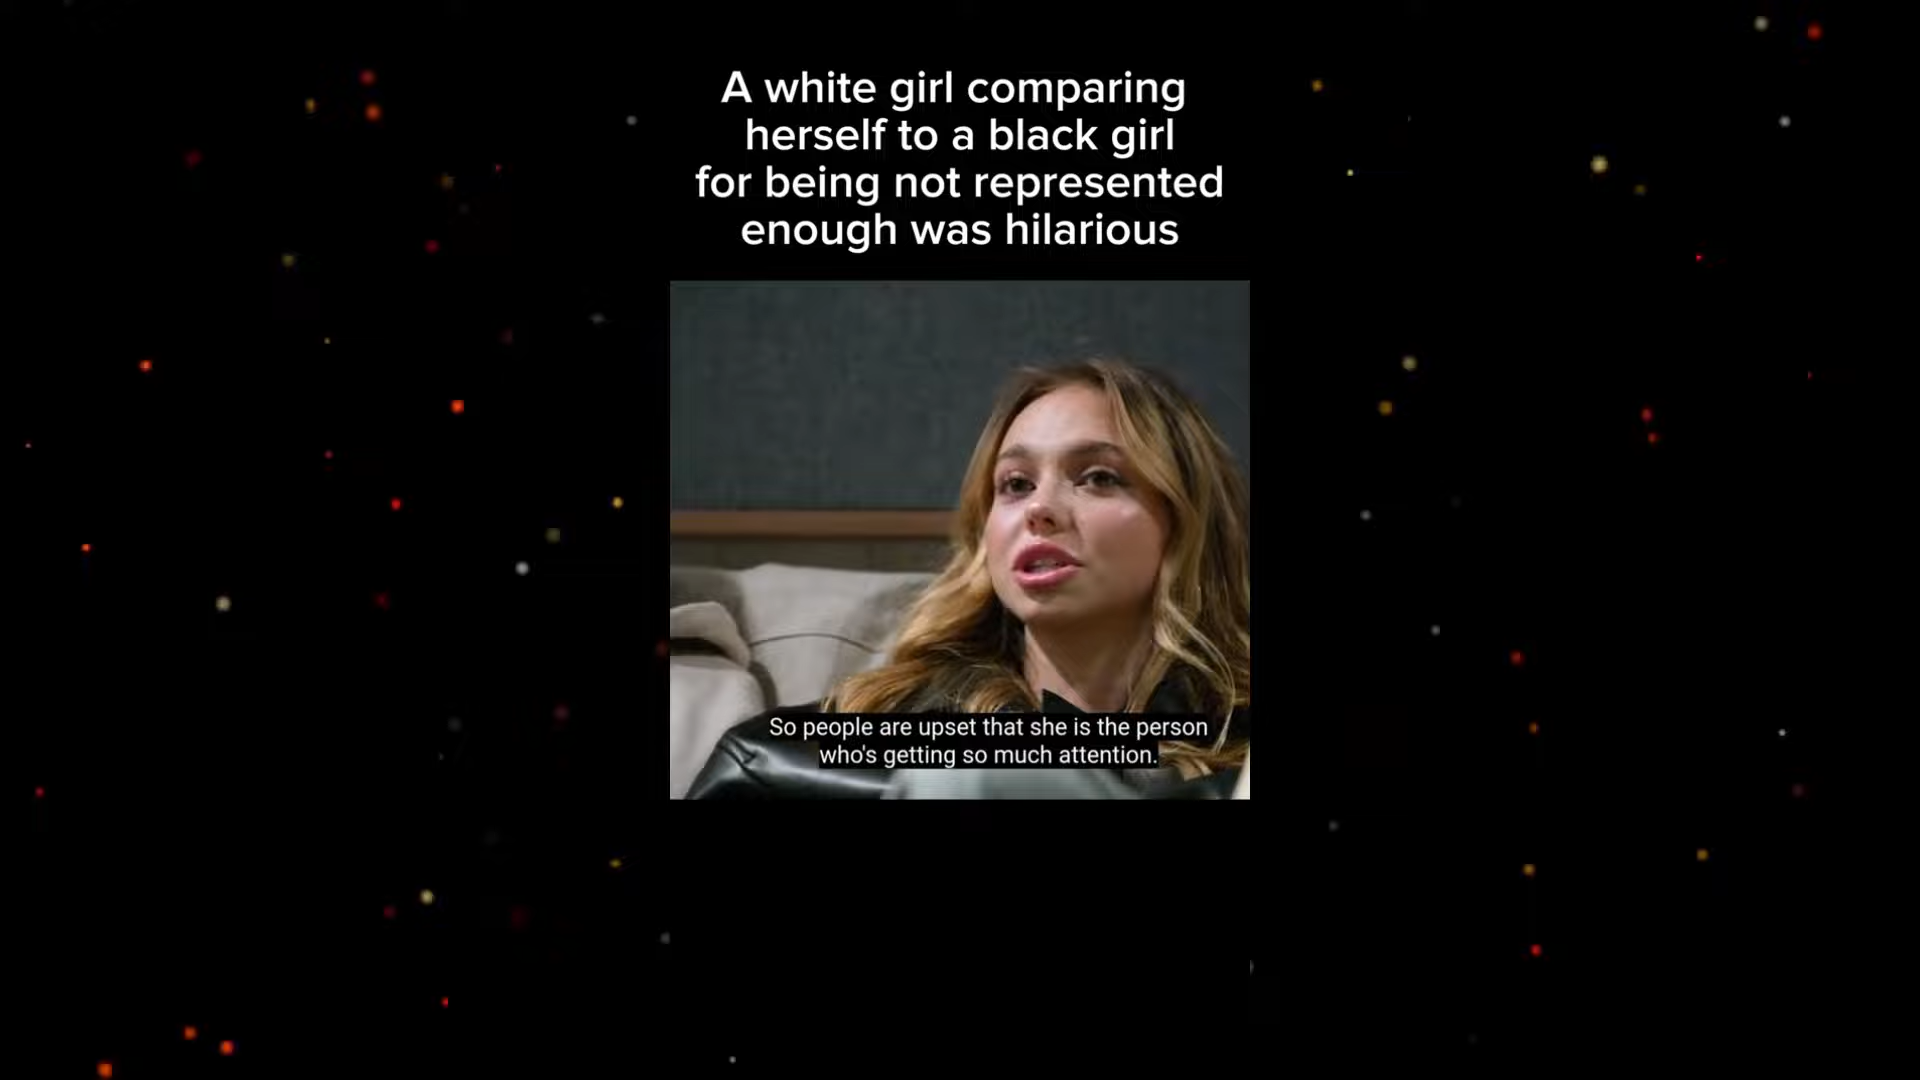 A white girl comparing
herself to a black girl
for being not represented
enough was hilarious
So people are upset that she is the person
who's getting so much attention.